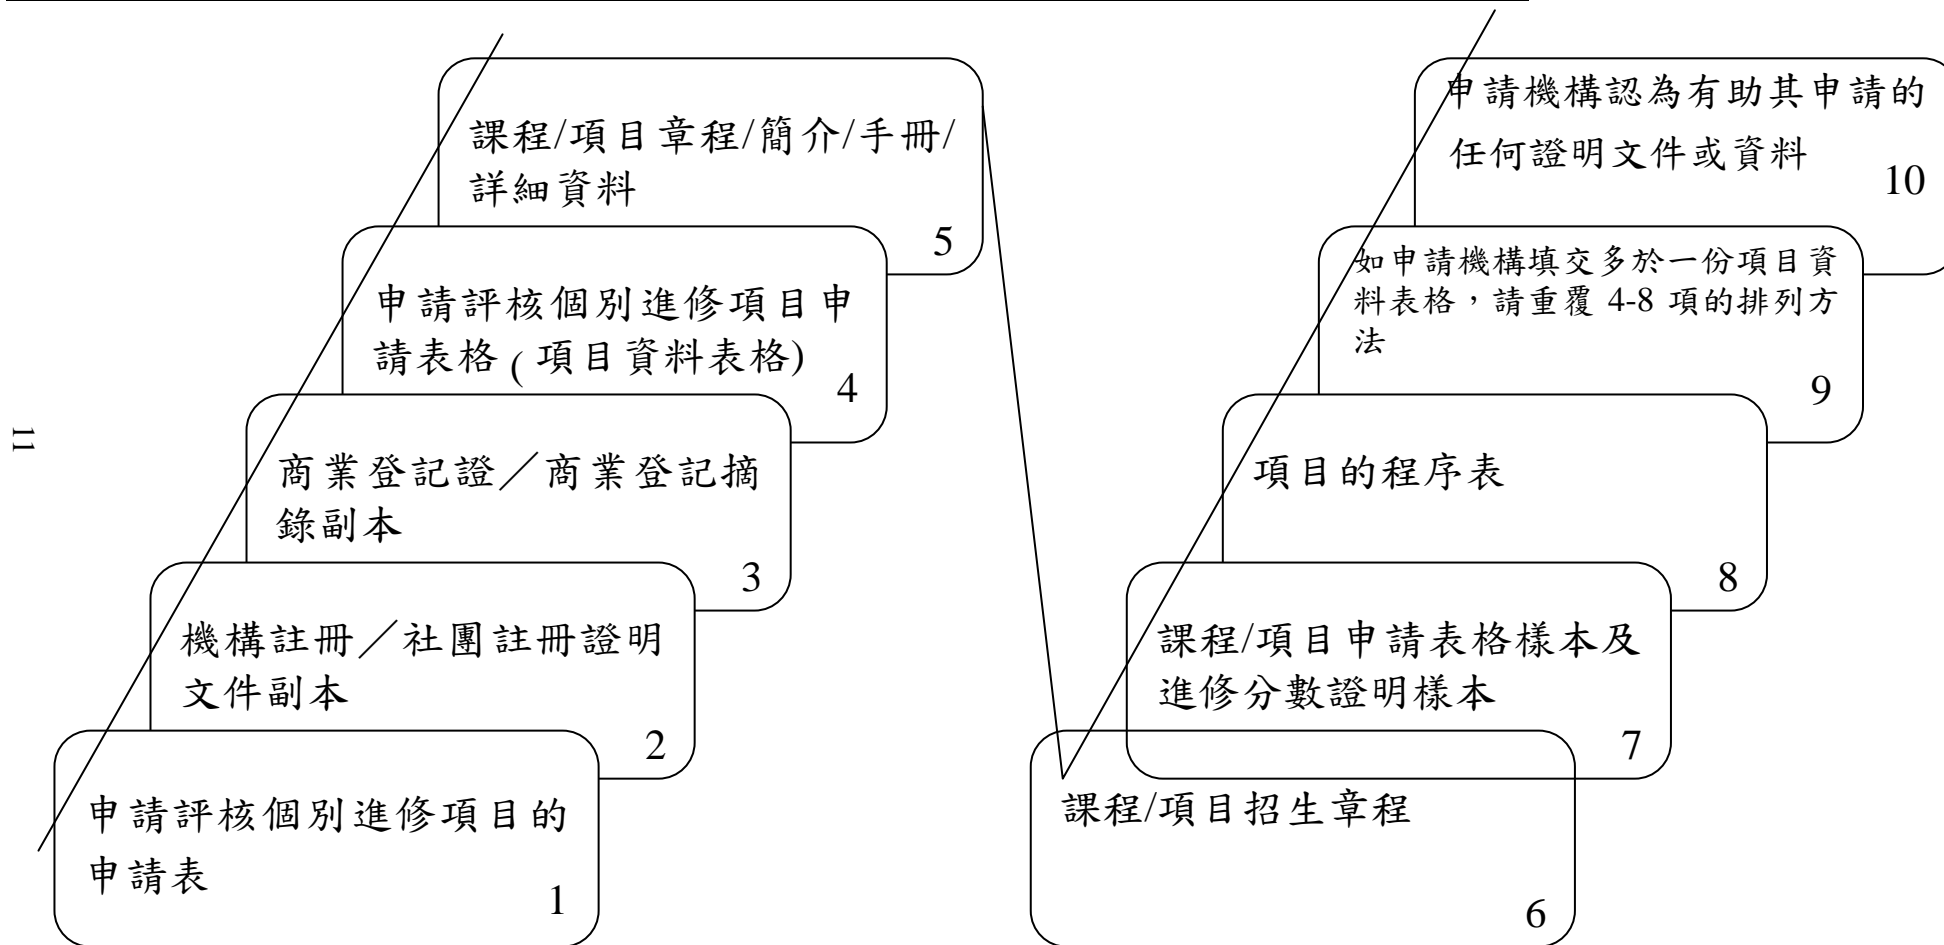 申請評核個別進修項目的
申請表
1
機構註冊／社團註冊證明
文件副本
2
商業登記證／商業登記摘
錄副本
3
申請評核個別進修項目申
請表格(項目資料表格)
4
課程/項目章程/簡介/手冊/
詳細資料
5
課程/項目招生章程
6
課程/項目申請表格樣本及
進修分數證明樣本
7
項目的程序表
8
如申請機構填交多於一份項目資
料表格，請重覆 4-8 項的排列方
法
9
申請機構認為有助其申請的
任何證明文件或資料
10
11